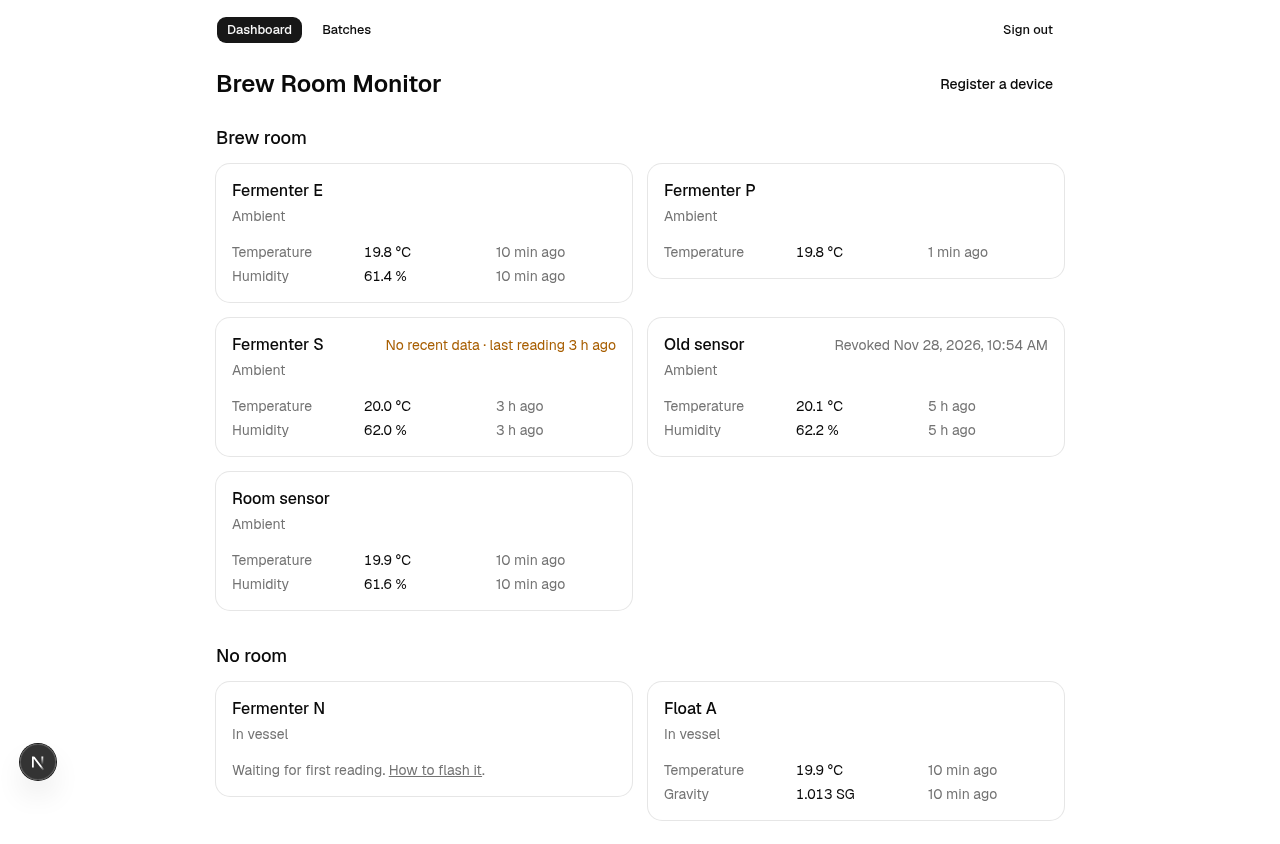 Dashboard Batches Sign out
Brew Room Monitor Register a device
Brew room
Fermenter E
Ambient
Temperature 19.8 °C 10 min ago
Humidity 61.4 % 10 min ago
Fermenter P
Ambient
Temperature 19.8 °C 1 min ago
Fermenter S No recent data · last reading 3 h ago
Ambient
Temperature 20.0 °C 3 h ago
Humidity 62.0 % 3 h ago
Old sensor Revoked Nov 28, 2026, 10:54 AM
Ambient
Temperature 20.1 °C 5 h ago
Humidity 62.2 % 5 h ago
Room sensor
Ambient
Temperature 19.9 °C 10 min ago
Humidity 61.6 % 10 min ago
No room
Fermenter N
In vessel
Waiting for first reading. How to flash it.
Float A
In vessel
Temperature 19.9 °C 10 min ago
Gravity 1.013 SG 10 min ago
N